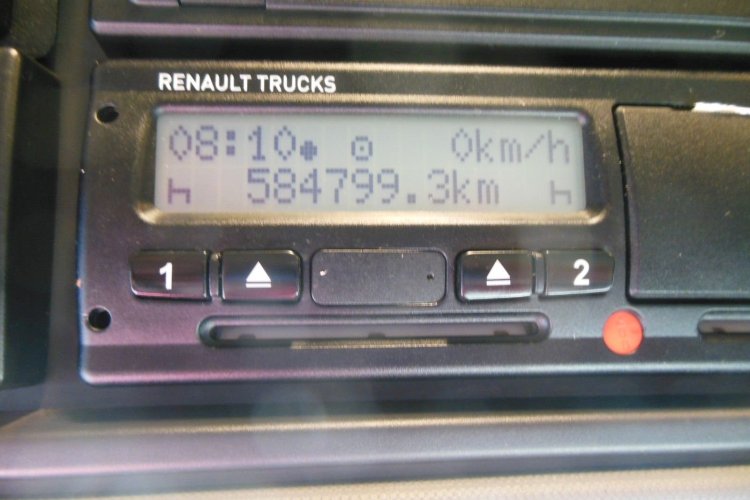 RENAULT TRUCKS
08:10 0km/h
584799.3km
1 2